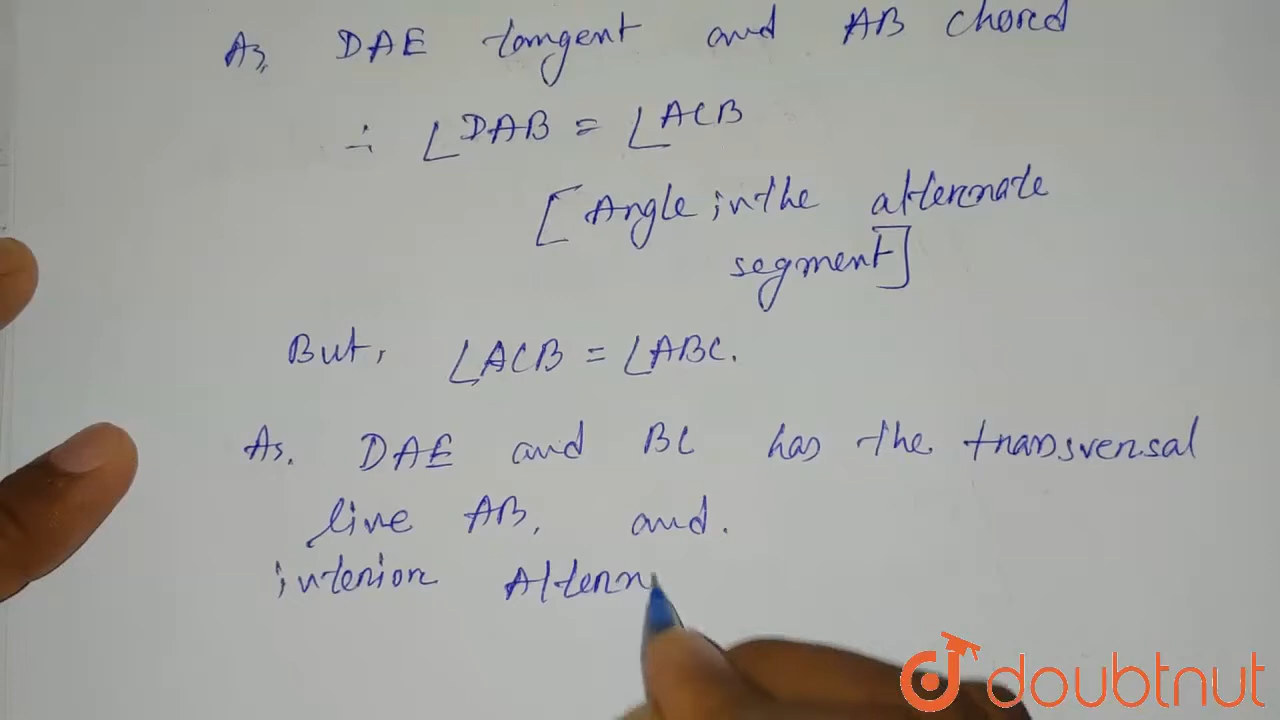 As, DAE tangent and AB chored
∴ ∠DAB = ∠ACB
[Angle in the alternate
segment]
But, ∠ACB = ∠ABC.
As. DAE and BC has the transversal
line AB, and.
interior Altern
doubtnut